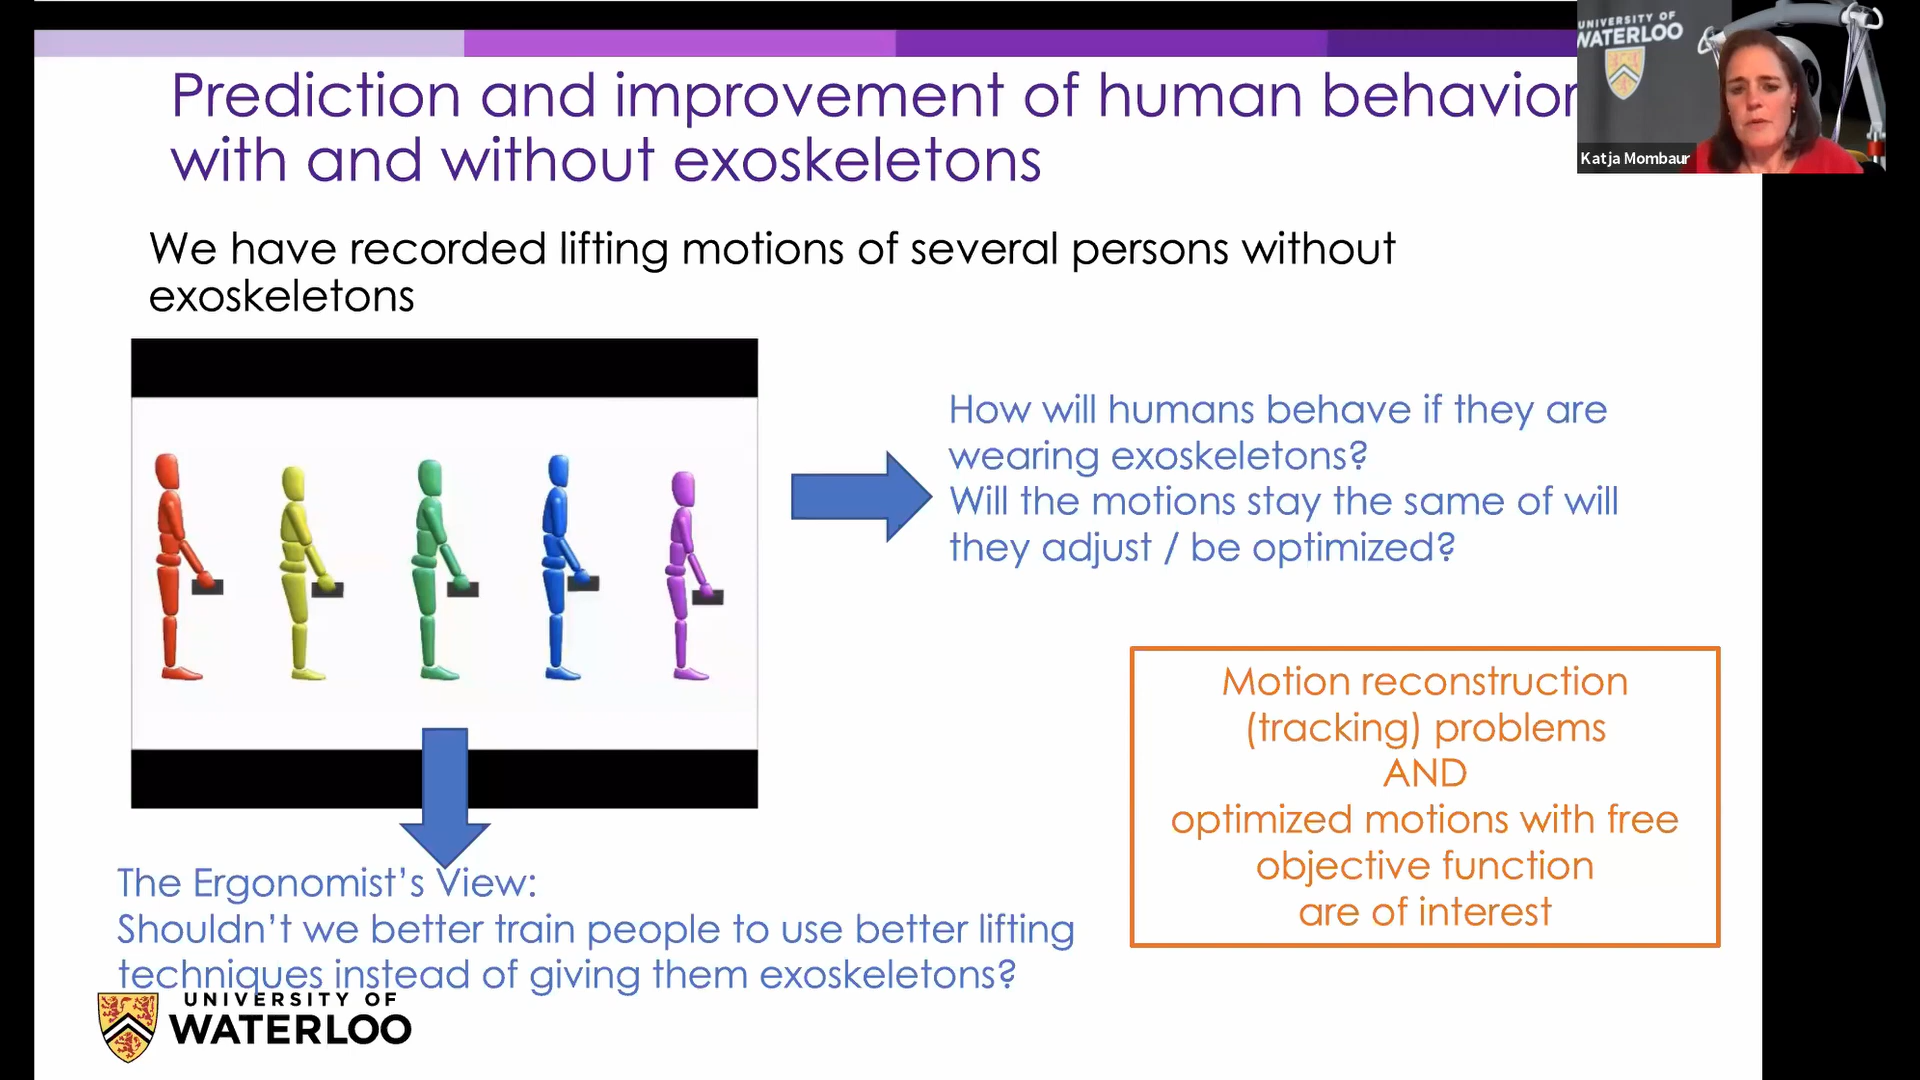 Prediction and improvement of human behavior
with and without exoskeletons
UNIVERSITY OF
WATERLOO
Katja Mombaur
We have recorded lifting motions of several persons without
exoskeletons
How will humans behave if they are
wearing exoskeletons?
Will the motions stay the same of will
they adjust / be optimized?
Motion reconstruction
(tracking) problems
AND
optimized motions with free
objective function
are of interest
The Ergonomist’s View:
Shouldn’t we better train people to use better lifting
techniques instead of giving them exoskeletons?
UNIVERSITY OF
WATERLOO